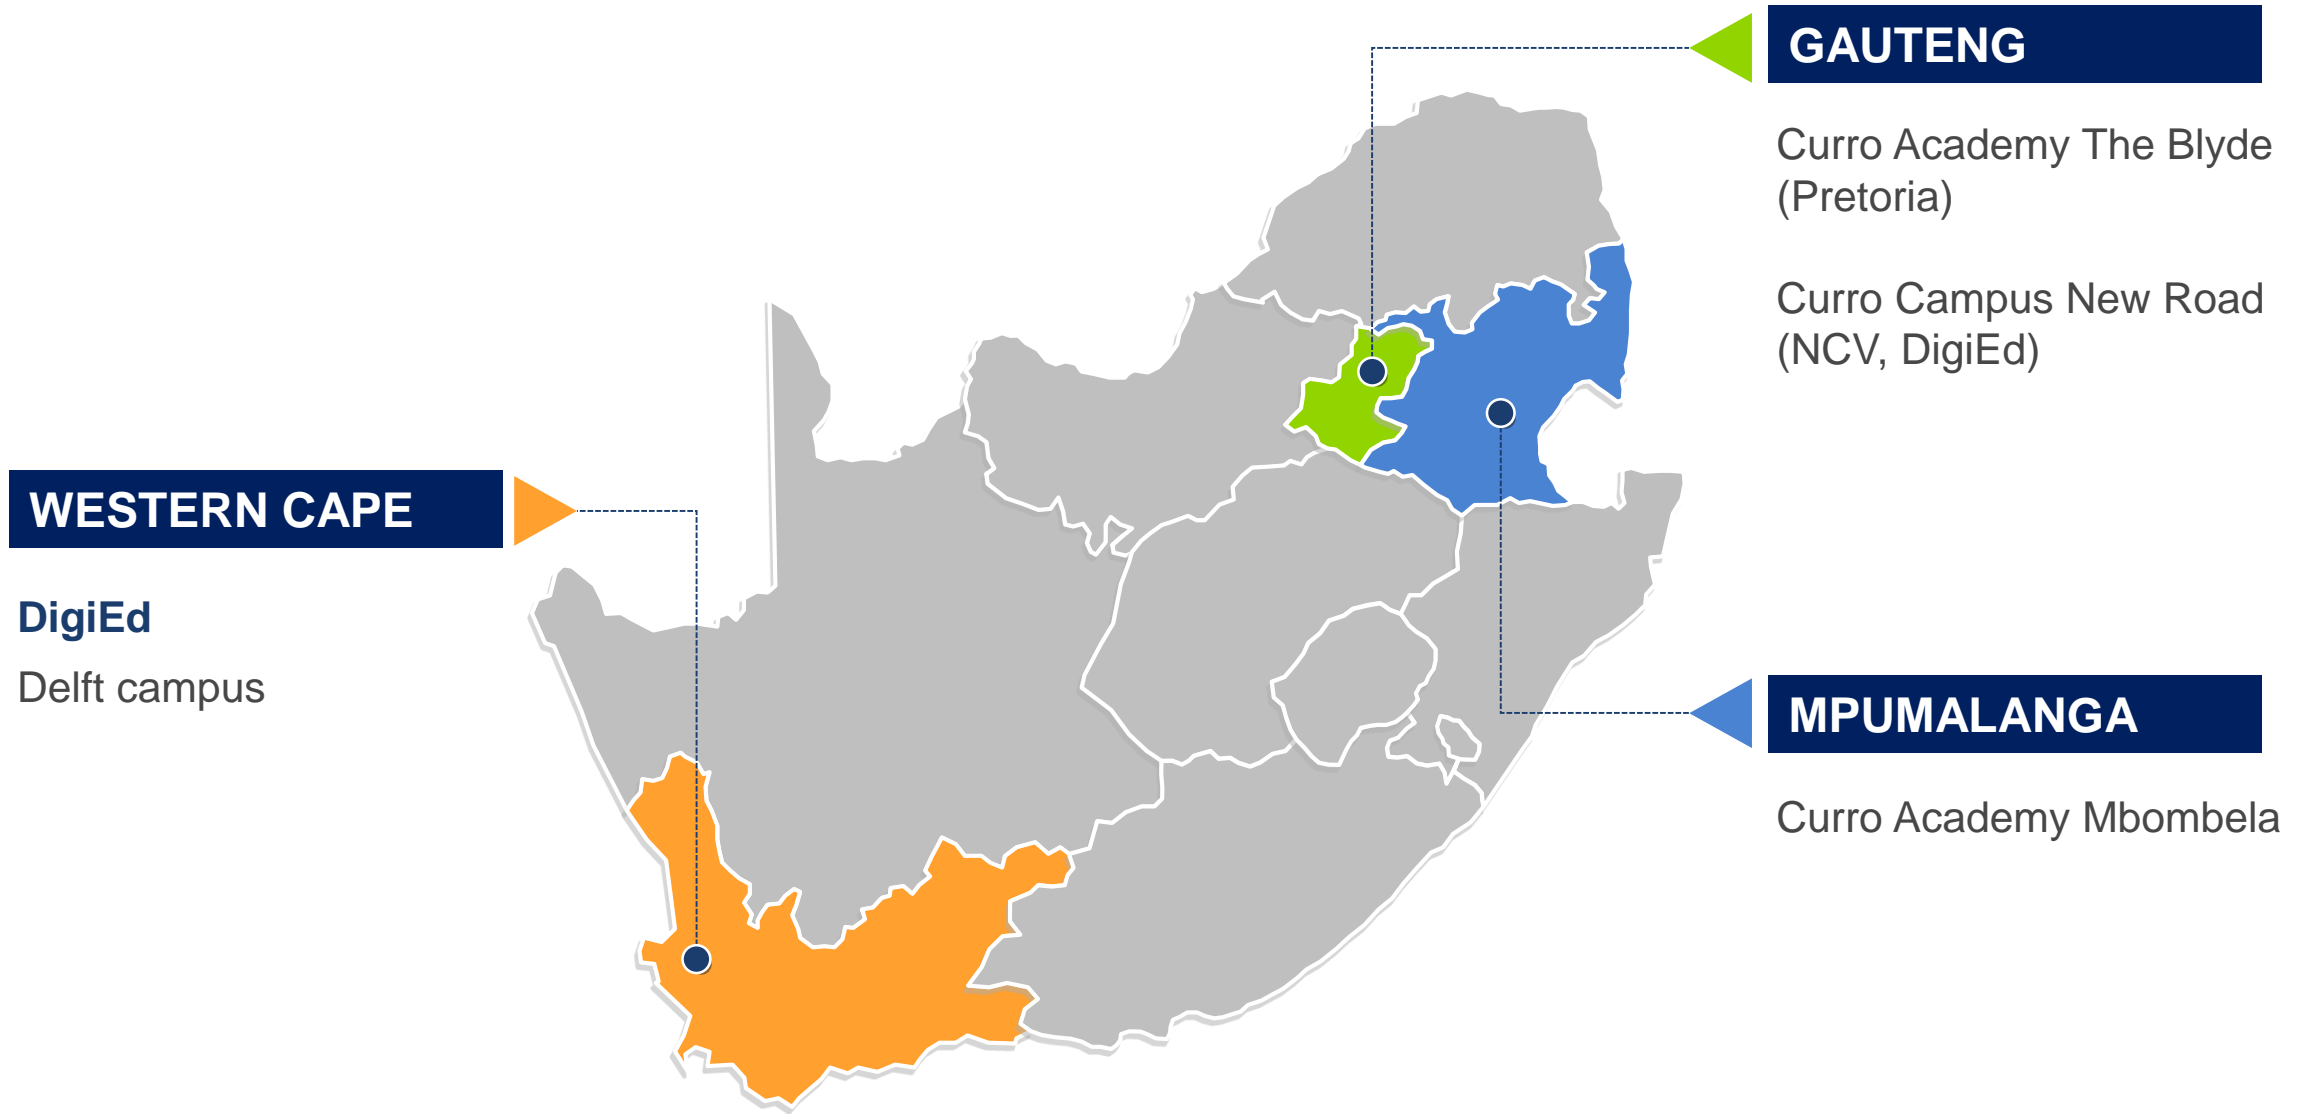 GAUTENG
Curro Academy The Blyde
(Pretoria)
Curro Campus New Road
(NCV, DigiEd)
WESTERN CAPE
DigiEd
Delft campus
MPUMALANGA
Curro Academy Mbombela